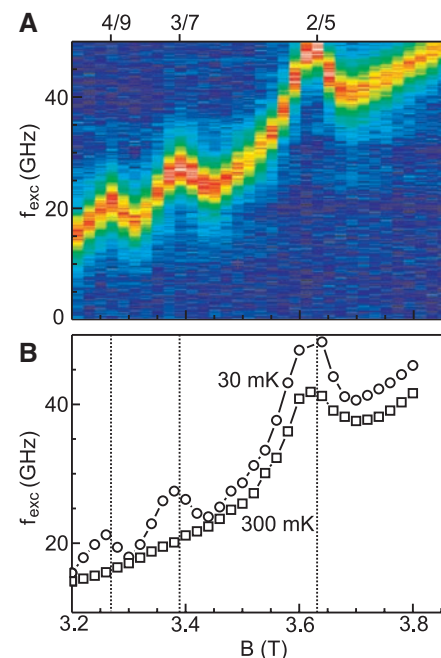 4/9 3/7 2/5
A
40
20
0
f_exc (GHz)
B
30 mK
40
f_exc (GHz)
300 mK
20
3.2 3.4 3.6 3.8
B (T)